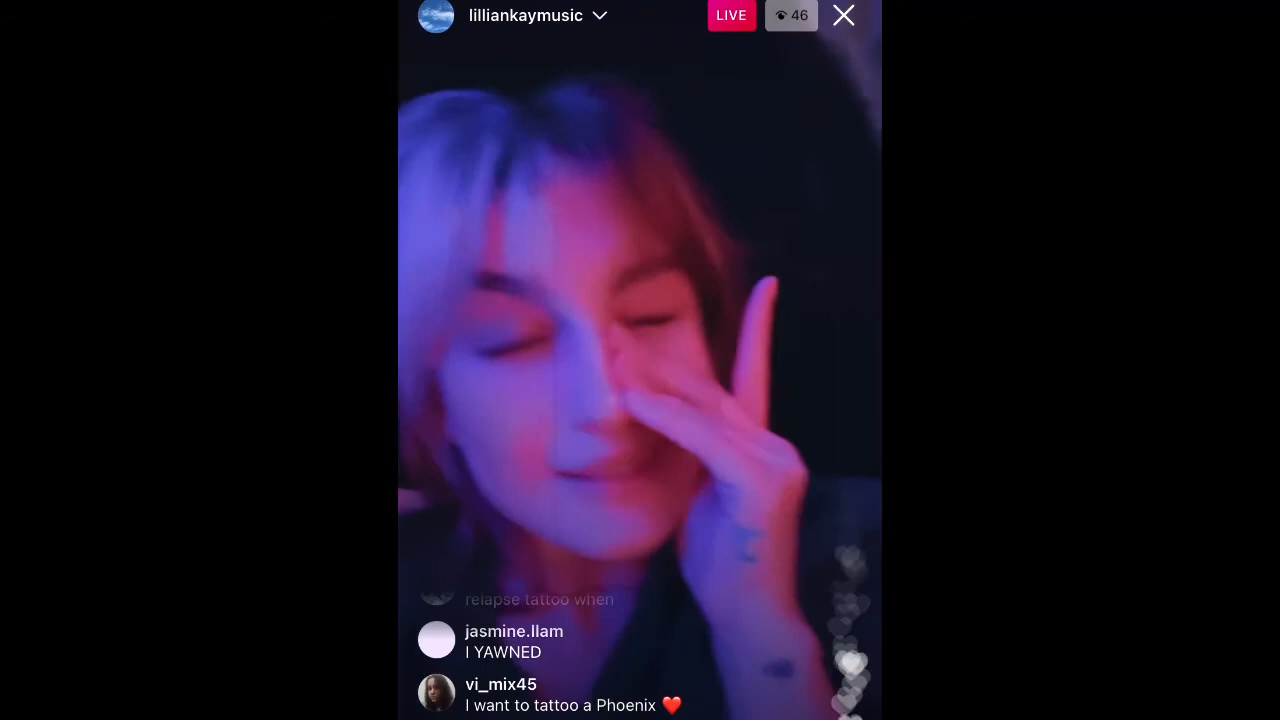 lilliankaymusic
LIVE
46
relapse tattoo when
jasmine.llam
I YAWNED
vi_mix45
I want to tattoo a Phoenix ❤️